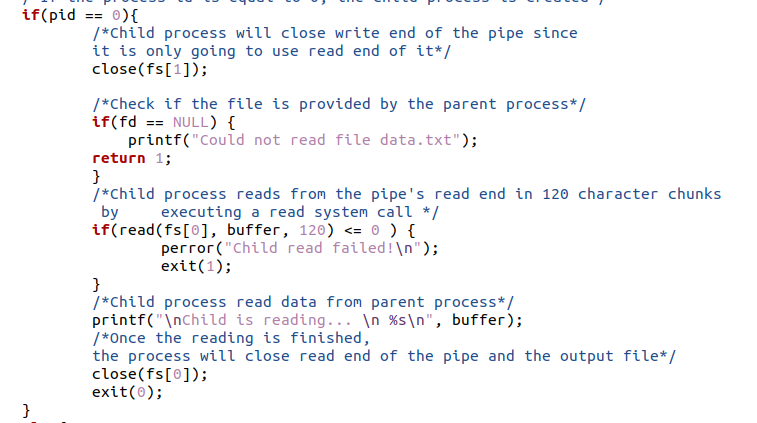 if(pid == 0){
/*Child process will close write end of the pipe since
it is only going to use read end of it*/
close(fs[1]);
/*Check if the file is provided by the parent process*/
if(fd == NULL) {
printf("Could not read file data.txt");
return 1;
}
/*Child process reads from the pipe's read end in 120 character chunks
by executing a read system call */
if(read(fs[0], buffer, 120) <= 0 ) {
perror("Child read failed!\n");
exit(1);
}
/*Child process read data from parent process*/
printf("\nChild is reading... \n %s\n", buffer);
/*Once the reading is finished,
the process will close read end of the pipe and the output file*/
close(fs[0]);
exit(0);
}